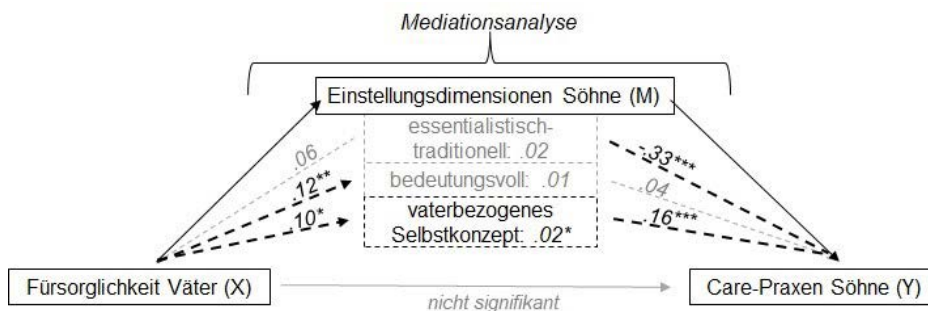 Mediationsanalyse
Einstellungsdimensionen Söhne (M)
essentialistisch-
traditionell: .02
bedeutungsvoll: .01
vaterbezogenes
Selbstkonzept: .02*
.06
.12**
.10*
-.33***
.04
.16***
Fürsorglichkeit Väter (X)
nicht signifikant
Care-Praxen Söhne (Y)